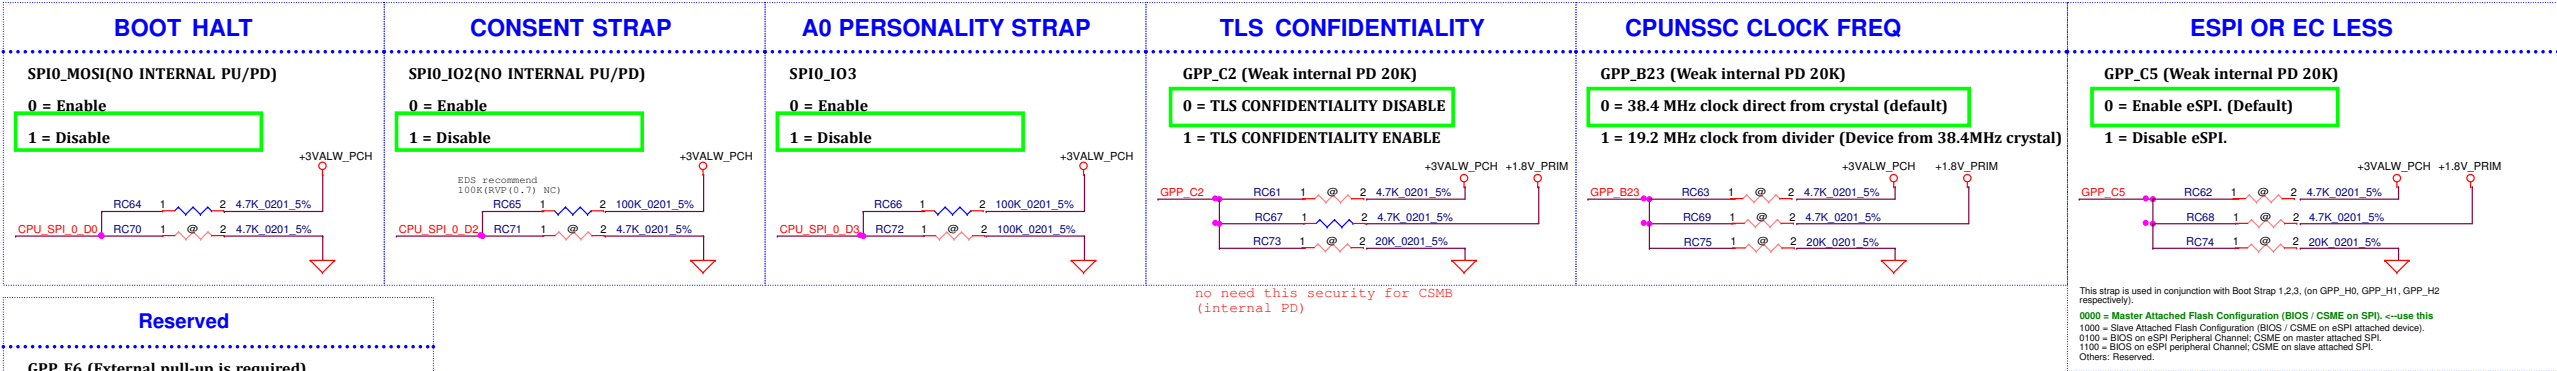 BOOT HALT
SPI0_MOSI(NO INTERNAL PU/PD)
0 = Enable
1 = Disable
+3VALW_PCH
RC64 1 2 4.7K_0201_5%
CPU_SPI_0_D0 RC70 1 @ 2 4.7K_0201_5%
CONSENT STRAP
SPI0_IO2(NO INTERNAL PU/PD)
0 = Enable
1 = Disable
+3VALW_PCH
EDS recommend
100K(RVP(0.7) NC)
RC65 1 2 100K_0201_5%
CPU_SPI_0_D2 RC71 1 @ 2 4.7K_0201_5%
A0 PERSONALITY STRAP
SPI0_IO3
0 = Enable
1 = Disable
+3VALW_PCH
RC66 1 2 100K_0201_5%
CPU_SPI_0_D3 RC72 1 @ 2 100K_0201_5%
TLS CONFIDENTIALITY
GPP_C2 (Weak internal PD 20K)
0 = TLS CONFIDENTIALITY DISABLE
1 = TLS CONFIDENTIALITY ENABLE
+3VALW_PCH +1.8V_PRIM
GPP_C2 RC61 1 @ 2 4.7K_0201_5%
RC67 1 2 4.7K_0201_5%
RC73 1 @ 2 20K_0201_5%
no need this security for CSMB
(internal PD)
CPUNSSC CLOCK FREQ
GPP_B23 (Weak internal PD 20K)
0 = 38.4 MHz clock direct from crystal (default)
1 = 19.2 MHz clock from divider (Device from 38.4MHz crystal)
+3VALW_PCH +1.8V_PRIM
GPP_B23 RC63 1 @ 2 4.7K_0201_5%
RC69 1 @ 2 4.7K_0201_5%
RC75 1 @ 2 20K_0201_5%
ESPI OR EC LESS
GPP_C5 (Weak internal PD 20K)
0 = Enable eSPI. (Default)
1 = Disable eSPI.
+3VALW_PCH +1.8V_PRIM
GPP_C5 RC62 1 @ 2 4.7K_0201_5%
RC68 1 @ 2 4.7K_0201_5%
RC74 1 @ 2 20K_0201_5%
This strap is used in conjunction with Boot Strap 1,2,3, (on GPP_H0, GPP_H1, GPP_H2
respectively).
0000 = Master Attached Flash Configuration (BIOS / CSME on SPI). <--use this
1000 = Slave Attached Flash Configuration (BIOS / CSME on eSPI attached device).
0100 = BIOS on eSPI Peripheral Channel; CSME on master attached SPI.
1100 = BIOS on eSPI peripheral Channel; CSME on slave attached SPI.
Others: Reserved.
Reserved
GPP_E6 (External pull-up is required)